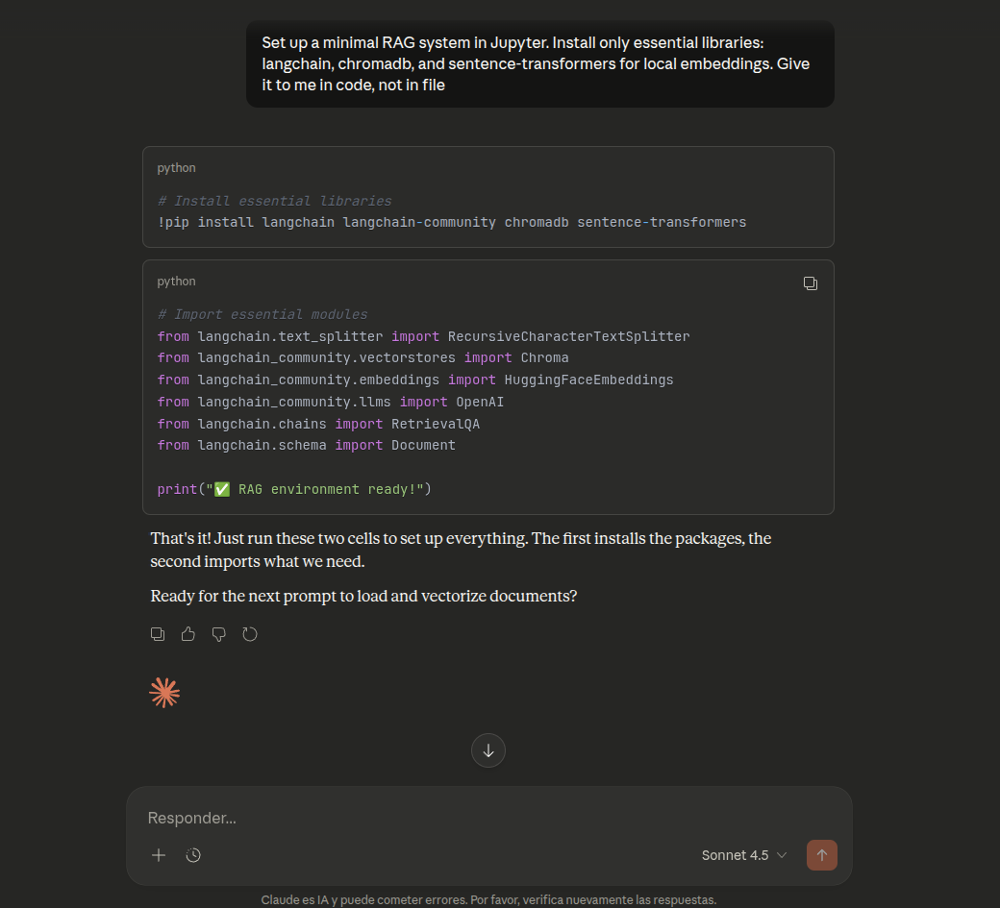 Set up a minimal RAG system in Jupyter. Install only essential libraries:
langchain, chromadb, and sentence-transformers for local embeddings. Give
it to me in code, not in file
python
# Install essential libraries
!pip install langchain langchain-community chromadb sentence-transformers
python
# Import essential modules
from langchain.text_splitter import RecursiveCharacterTextSplitter
from langchain_community.vectorstores import Chroma
from langchain_community.embeddings import HuggingFaceEmbeddings
from langchain_community.llms import OpenAI
from langchain.chains import RetrievalQA
from langchain.schema import Document
print("✅ RAG environment ready!")
That's it! Just run these two cells to set up everything. The first installs the packages, the
second imports what we need.
Ready for the next prompt to load and vectorize documents?
Responder...
Sonnet 4.5
Claude es IA y puede cometer errores. Por favor, verifica nuevamente las respuestas.